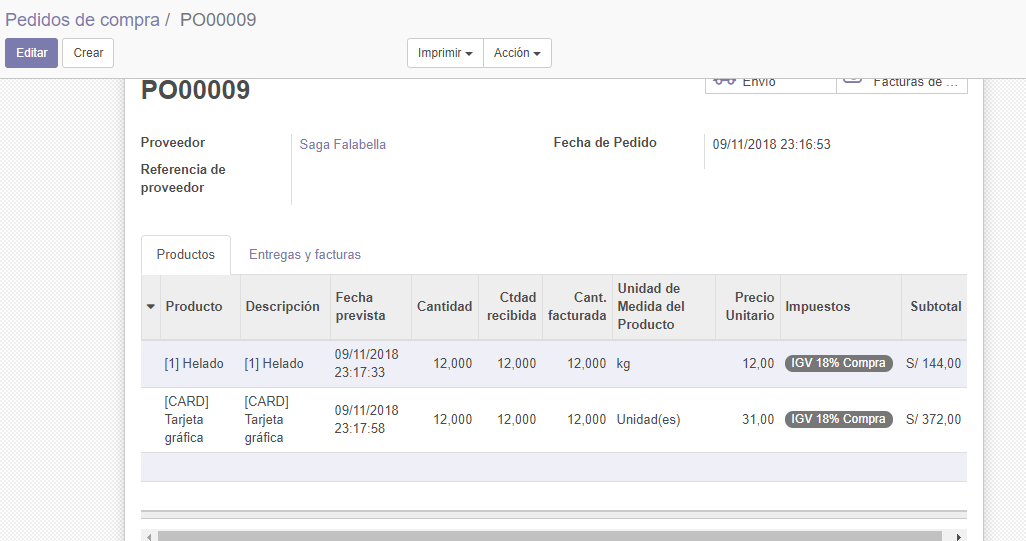 Pedidos de compra / PO00009
Editar Crear Imprimir Acción
PO00009
Envío Facturas de ...
Proveedor Saga Falabella Fecha de Pedido 09/11/2018 23:16:53
Referencia de
proveedor
Productos Entregas y facturas
Producto Descripción Fecha
prevista Cantidad Ctdad
recibida Cant.
facturada Unidad de
Medida del
Producto Precio
Unitario Impuestos Subtotal
[1] Helado [1] Helado 09/11/2018
23:17:33 12,000 12,000 12,000 kg 12,00 IGV 18% Compra S/ 144,00
[CARD]
Tarjeta
gráfica [CARD]
Tarjeta
gráfica 09/11/2018
23:17:58 12,000 12,000 12,000 Unidad(es) 31,00 IGV 18% Compra S/ 372,00